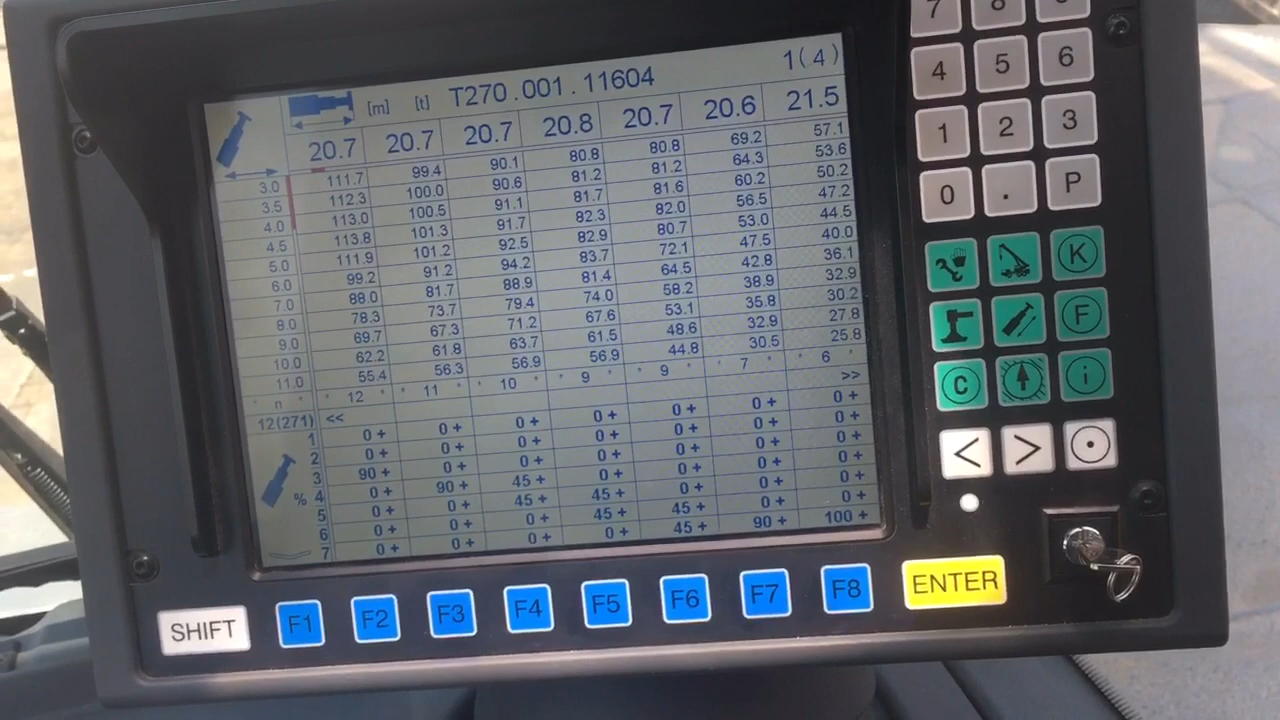 [m] [t] T270.001.11604 1(4)
20.7 20.7 20.7 20.8 20.7 20.6 21.5
3.0 111.7 99.4 90.1 80.8 80.8 69.2 57.1
3.5 112.3 100.0 90.6 81.2 81.2 64.3 53.6
4.0 113.0 100.5 91.1 81.7 81.6 60.2 50.2
4.5 113.8 101.3 91.7 82.3 82.0 56.5 47.2
5.0 111.9 101.2 92.5 82.9 80.7 53.0 44.5
6.0 99.2 91.2 94.2 83.7 72.1 47.5 40.0
7.0 88.0 81.7 88.9 81.4 64.5 42.8 36.1
8.0 78.3 73.7 79.4 74.0 58.2 38.9 32.9
9.0 69.7 67.3 71.2 67.6 53.1 35.8 30.2
10.0 62.2 61.8 63.7 61.5 48.6 32.9 27.8
11.0 55.4 56.3 56.9 56.9 44.8 30.5 25.8
* n * * 12 * * 11 * * 10 * * 9 * * 9 * * 7 * * 6 *
12(271) << >>
1 0+ 0+ 0+ 0+ 0+ 0+ 0+
2 0+ 0+ 0+ 0+ 0+ 0+ 0+
3 90+ 0+ 0+ 0+ 0+ 0+ 0+
% 4 0+ 90+ 45+ 0+ 0+ 0+ 0+
5 0+ 0+ 45+ 45+ 0+ 0+ 0+
6 0+ 0+ 0+ 45+ 45+ 0+ 0+
7 0+ 0+ 0+ 0+ 45+ 90+ 100+
7 8
4 5 6
1 2 3
0 . P
K
F
C i
< >
SHIFT F1 F2 F3 F4 F5 F6 F7 F8 ENTER